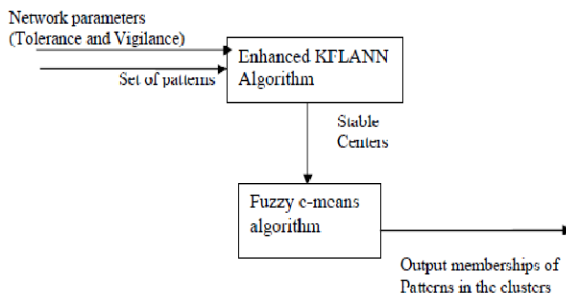 Network parameters
(Tolerance and Vigilance)
Set of patterns
Enhanced KFLANN
Algorithm
Stable
Centers
Fuzzy c-means
algorithm
Output memberships of
Patterns in the clusters